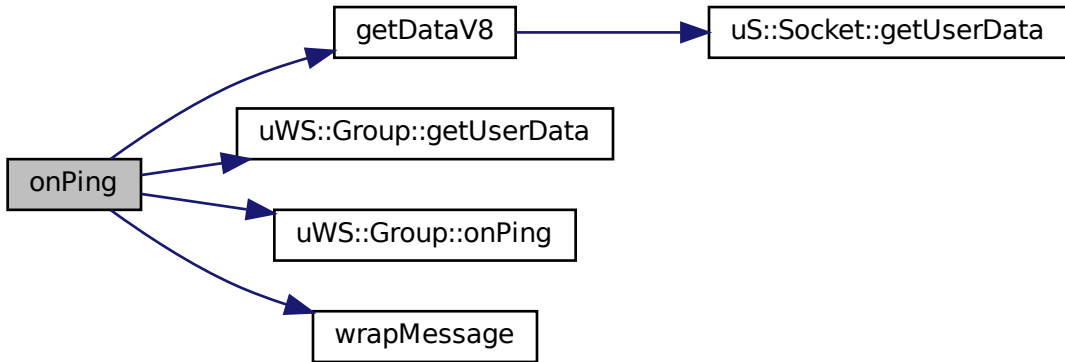 getDataV8
uS::Socket::getUserData
uWS::Group::getUserData
onPing
uWS::Group::onPing
wrapMessage